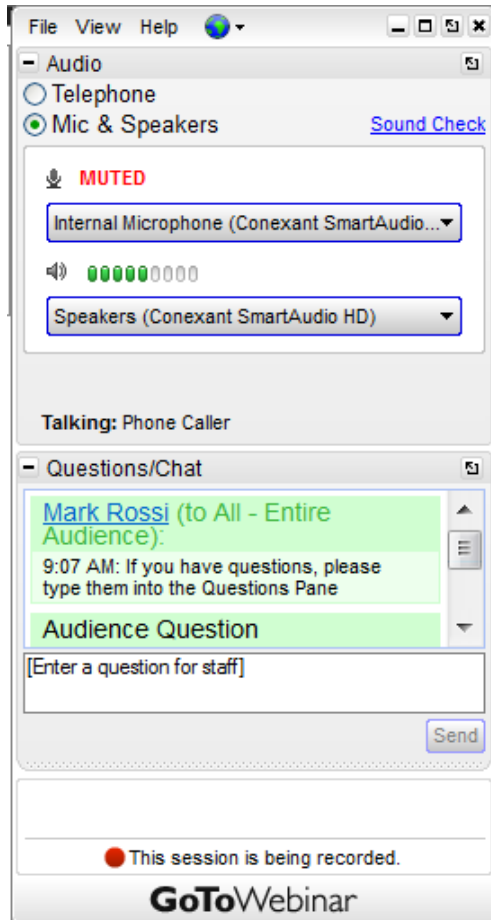 File View Help
Audio
Telephone
Mic & Speakers Sound Check
MUTED
Internal Microphone (Conexant SmartAudio...
Speakers (Conexant SmartAudio HD)
Talking: Phone Caller
Questions/Chat
Mark Rossi (to All - Entire
Audience):
9:07 AM: If you have questions, please
type them into the Questions Pane
Audience Question
[Enter a question for staff]
Send
This session is being recorded.
GoToWebinar